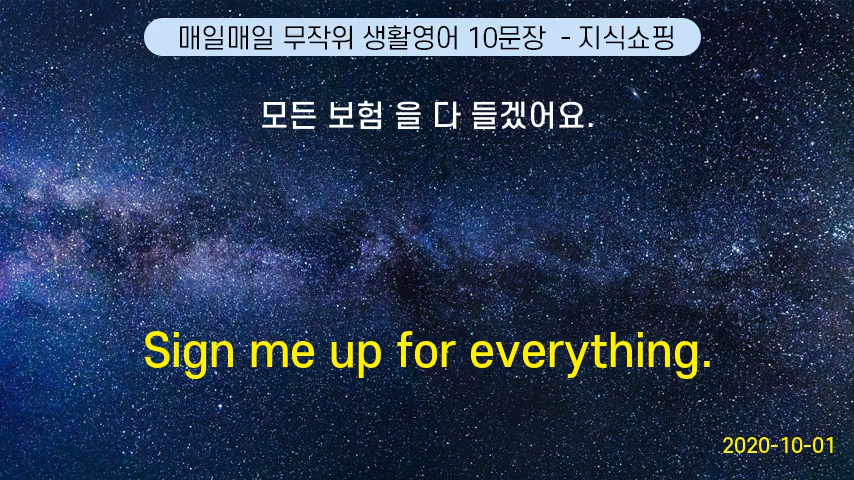 매일매일 무작위 생활영어 10문장 - 지식쇼핑
모든 보험 을 다 들겠어요.
Sign me up for everything.
2020-10-01